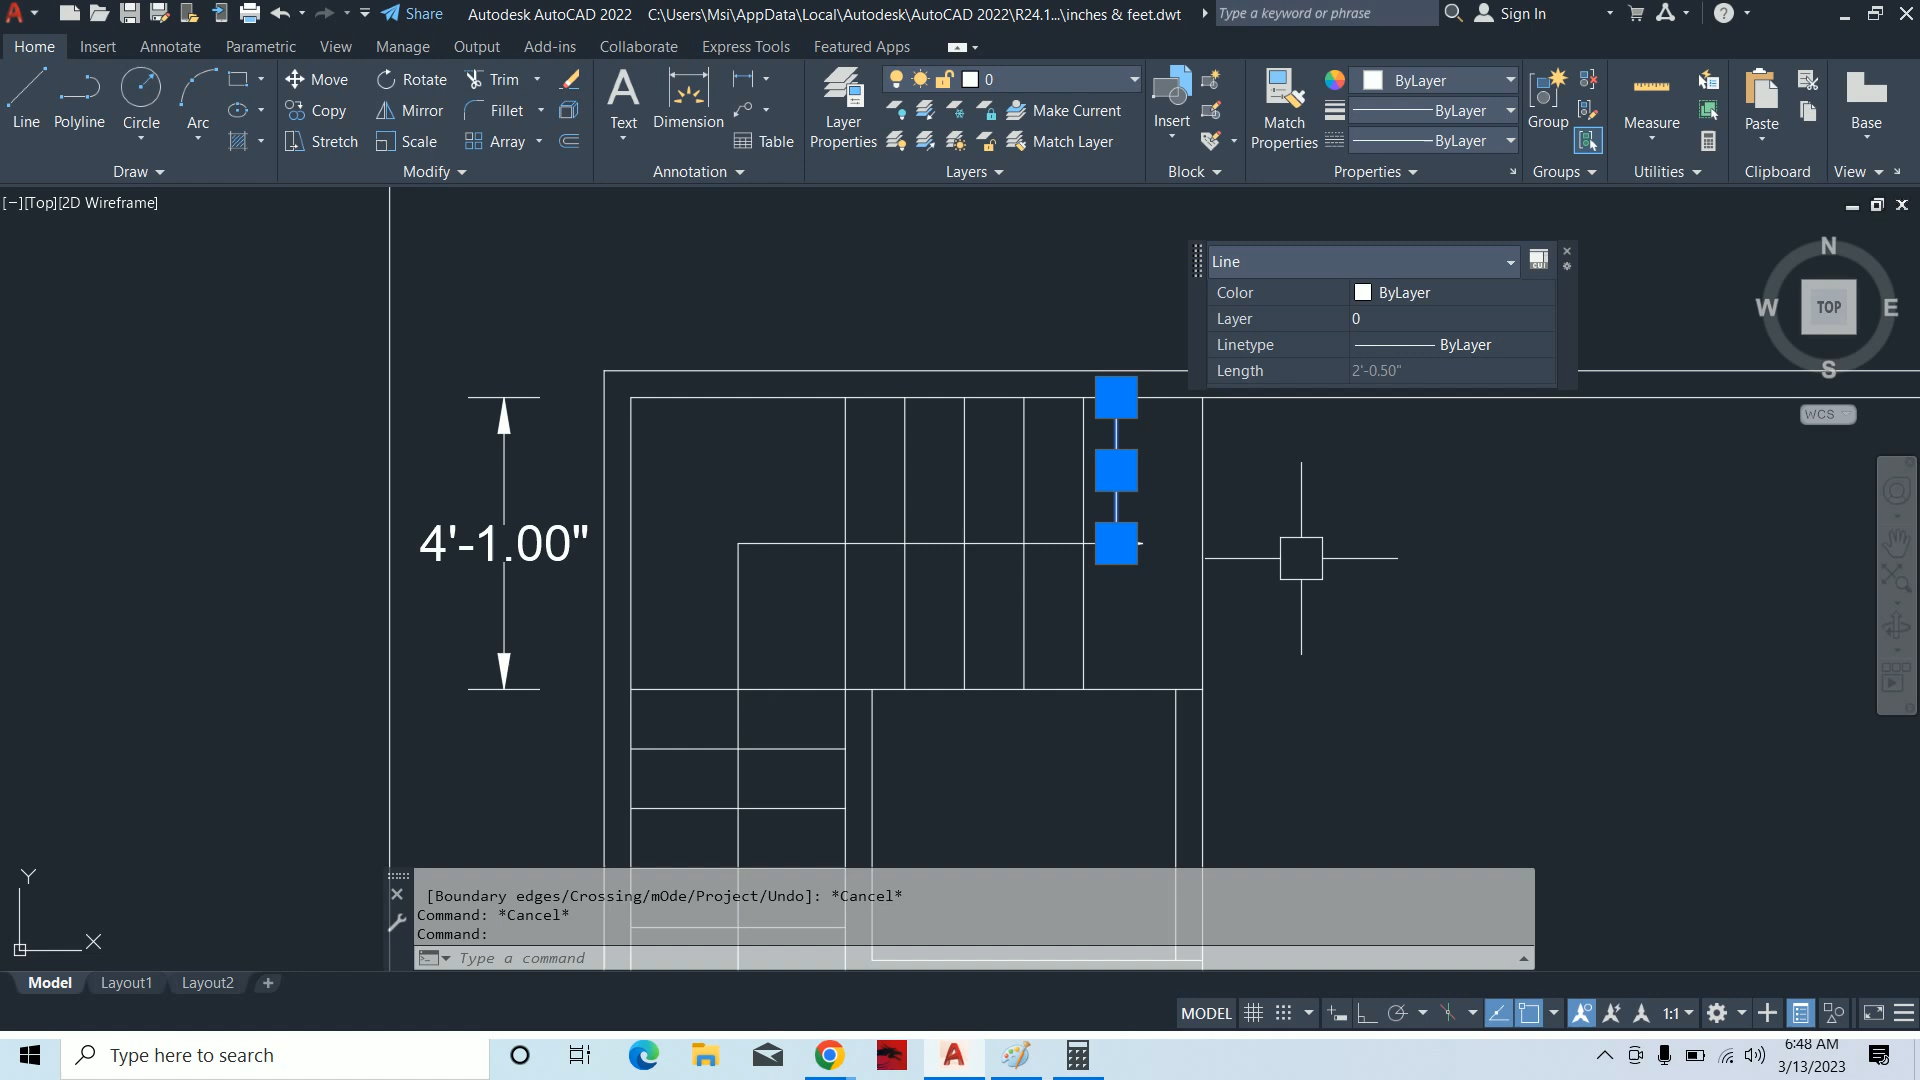 Share Autodesk AutoCAD 2022 C:\Users\Msi\AppData\Local\Autodesk\AutoCAD 2022\R24.1...\inches & feet.dwt Type a keyword or phrase Sign In
Home Insert Annotate Parametric View Manage Output Add-ins Collaborate Express Tools Featured Apps
Line Polyline Circle Arc
Move Rotate Trim
Copy Mirror Fillet
Stretch Scale Array
Text Dimension Table
Layer Properties
0
Make Current
Match Layer
Insert
Match Properties
ByLayer
ByLayer
ByLayer
Group Measure Paste Base
Draw Modify Annotation Layers Block Properties Groups Utilities Clipboard View
[−][Top][2D Wireframe]
Line
Color ByLayer
Layer 0
Linetype ByLayer
Length 2'-0.50"
CUI
N
W TOP E
S
WCS
4'-1.00"
Y
X
[Boundary edges/Crossing/mOde/Project/Undo]: *Cancel*
Command: *Cancel*
Command:
Type a command
Model Layout1 Layout2 +
MODEL 1:1
Type here to search
6:48 AM
3/13/2023